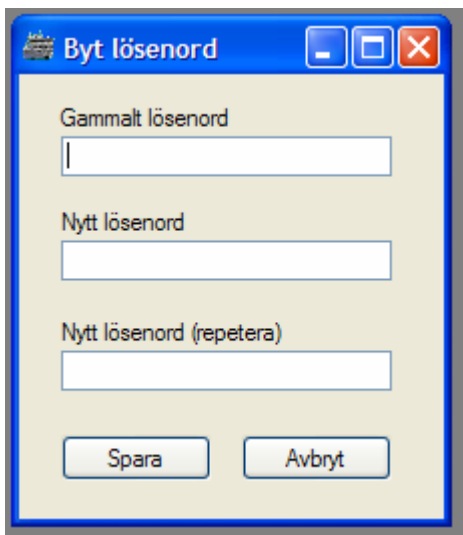 Byt lösenord
Gammalt lösenord
Nytt lösenord
Nytt lösenord (repetera)
Spara Avbryt